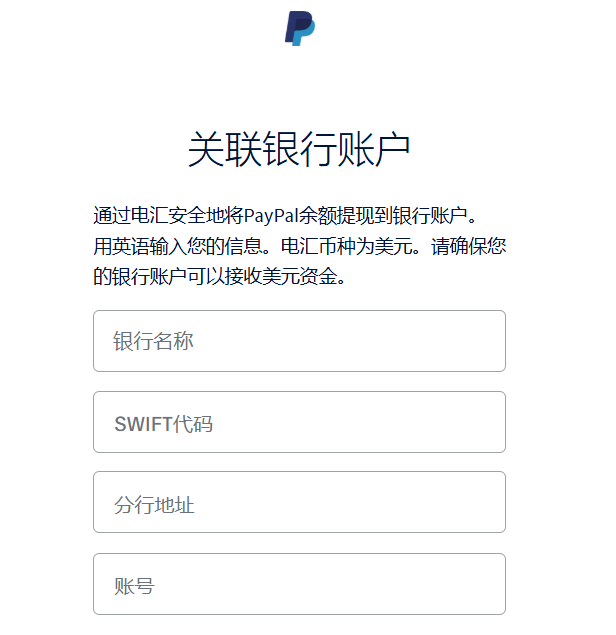 关联银行账户
通过电汇安全地将PayPal余额提现到银行账户。
用英语输入您的信息。电汇币种为美元。请确保您
的银行账户可以接收美元资金。
银行名称
SWIFT代码
分行地址
账号